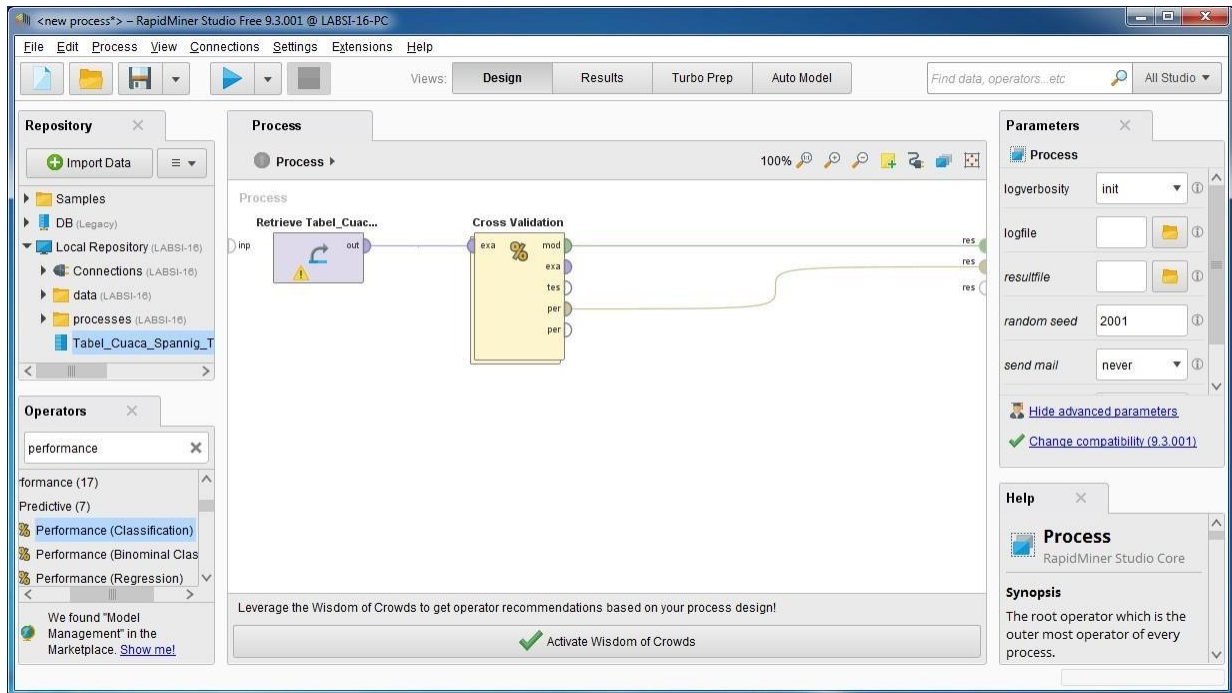 <new process*> – RapidMiner Studio Free 9.3.001 @ LABSI-16-PC
File Edit Process View Connections Settings Extensions Help
Views: Design Results Turbo Prep Auto Model
Find data, operators...etc
All Studio
Repository
Import Data
Samples
DB (Legacy)
Local Repository (LABSI-16)
Connections (LABSI-16)
data (LABSI-16)
processes (LABSI-16)
Tabel_Cuaca_Spannig_T
Operators
performance
formance (17)
Predictive (7)
Performance (Classification)
Performance (Binominal Clas
Performance (Regression)
We found "Model
Management" in the
Marketplace. Show me!
Process
Process
100%
Process
Retrieve Tabel_Cuac...
Cross Validation
inp
out
exa
%
mod
exa
tes
per
per
res
res
res
Leverage the Wisdom of Crowds to get operator recommendations based on your process design!
Activate Wisdom of Crowds
Parameters
Process
logverbosity init
logfile
resultfile
random seed 2001
send mail never
Hide advanced parameters
Change compatibility (9.3.001)
Help
Process
RapidMiner Studio Core
Synopsis
The root operator which is the
outer most operator of every
process.